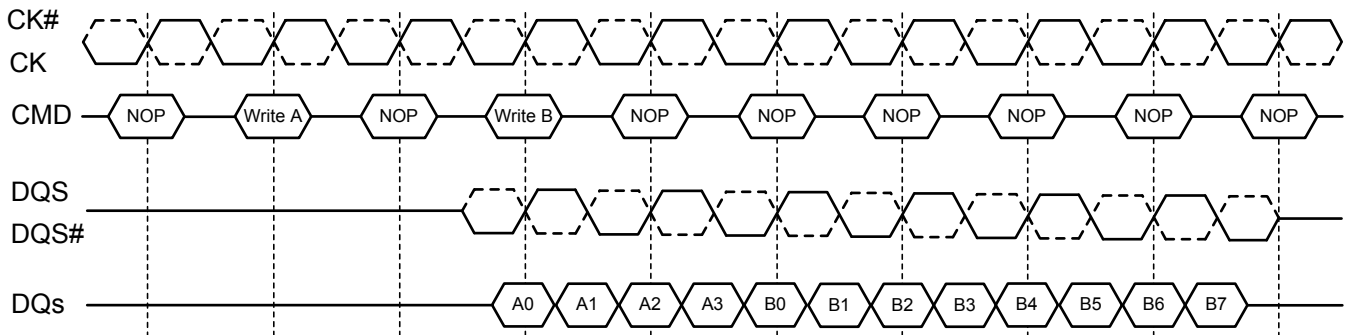 CK#
CK
CMD NOP Write A NOP Write B NOP NOP NOP NOP NOP NOP
DQS
DQS#
DQs A0 A1 A2 A3 B0 B1 B2 B3 B4 B5 B6 B7